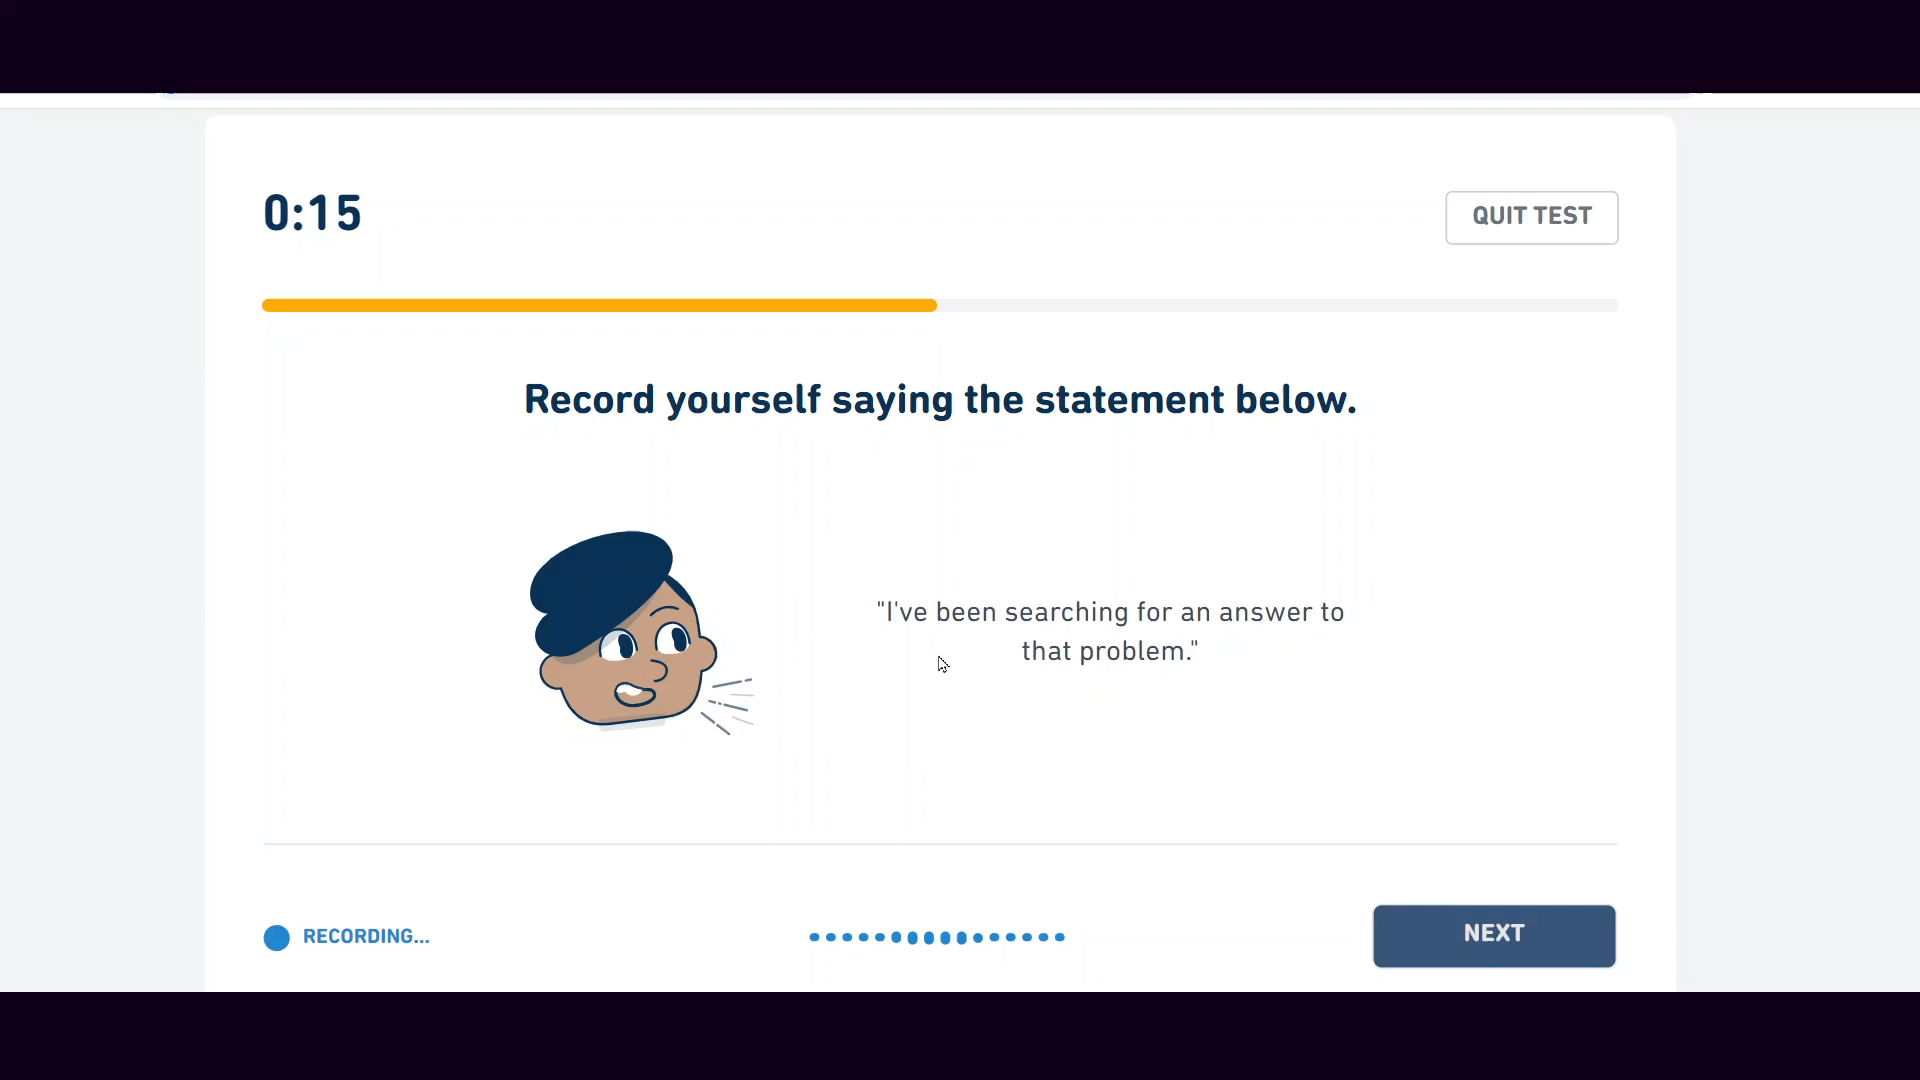 0:15
QUIT TEST
Record yourself saying the statement below.
"I've been searching for an answer to
that problem."
RECORDING...
NEXT